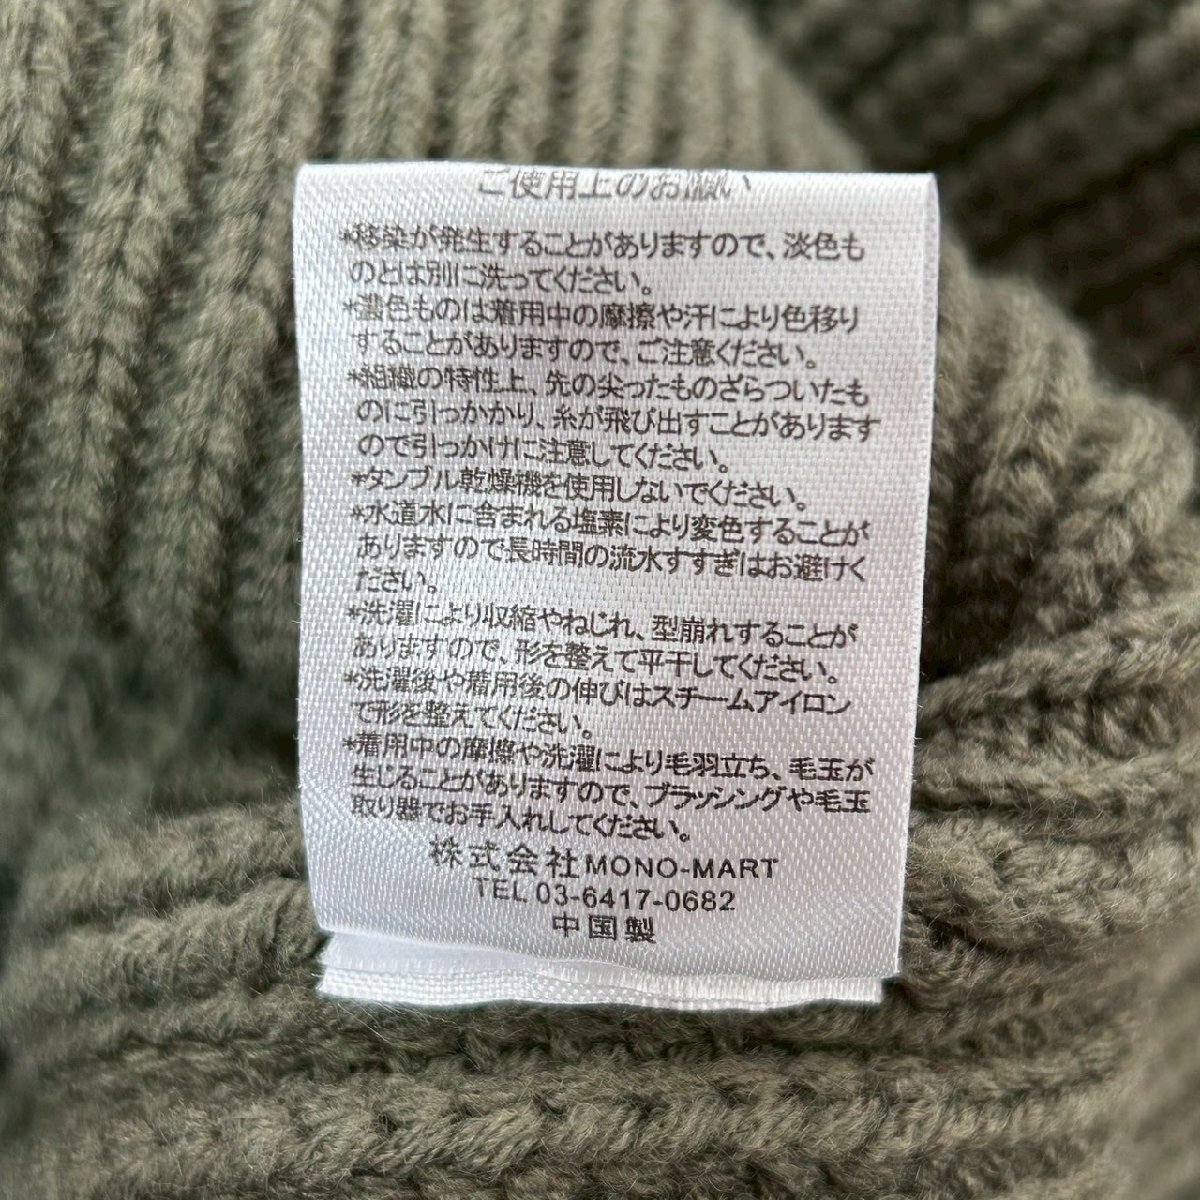 ご使用上のお願い
*移染が発生することがありますので、淡色も
のとは別に洗ってください。
*濃色ものは着用中の摩擦や汗により色移り
することがありますので、ご注意ください。
*組織の特性上、先の尖ったものざらついたも
のに引っかかり、糸が飛び出すことがあります
ので引っかけに注意してください。
*タンブル乾燥機を使用しないでください。
*水道水に含まれる塩素により変色することが
ありますので長時間の流水すすぎはお避けく
ださい。
*洗濯により収縮やねじれ、型崩れすることが
ありますので、形を整えて平干してください。
*洗濯後や着用後の伸びはスチームアイロン
で形を整えてください。
*着用中の摩擦や洗濯により毛羽立ち、毛玉が
生じることがありますので、ブラッシングや毛玉
取り器でお手入れしてください。
株式会社MONO-MART
TEL 03-6417-0682
中国製